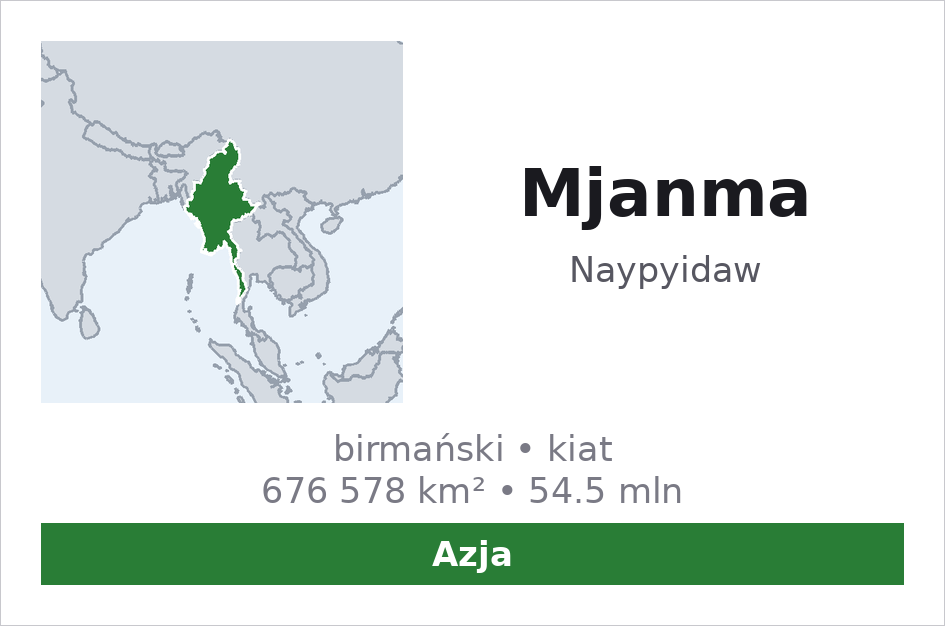 Mjanma
Naypyidaw
birmański • kiat
676 578 km² • 54.5 mln
Azja